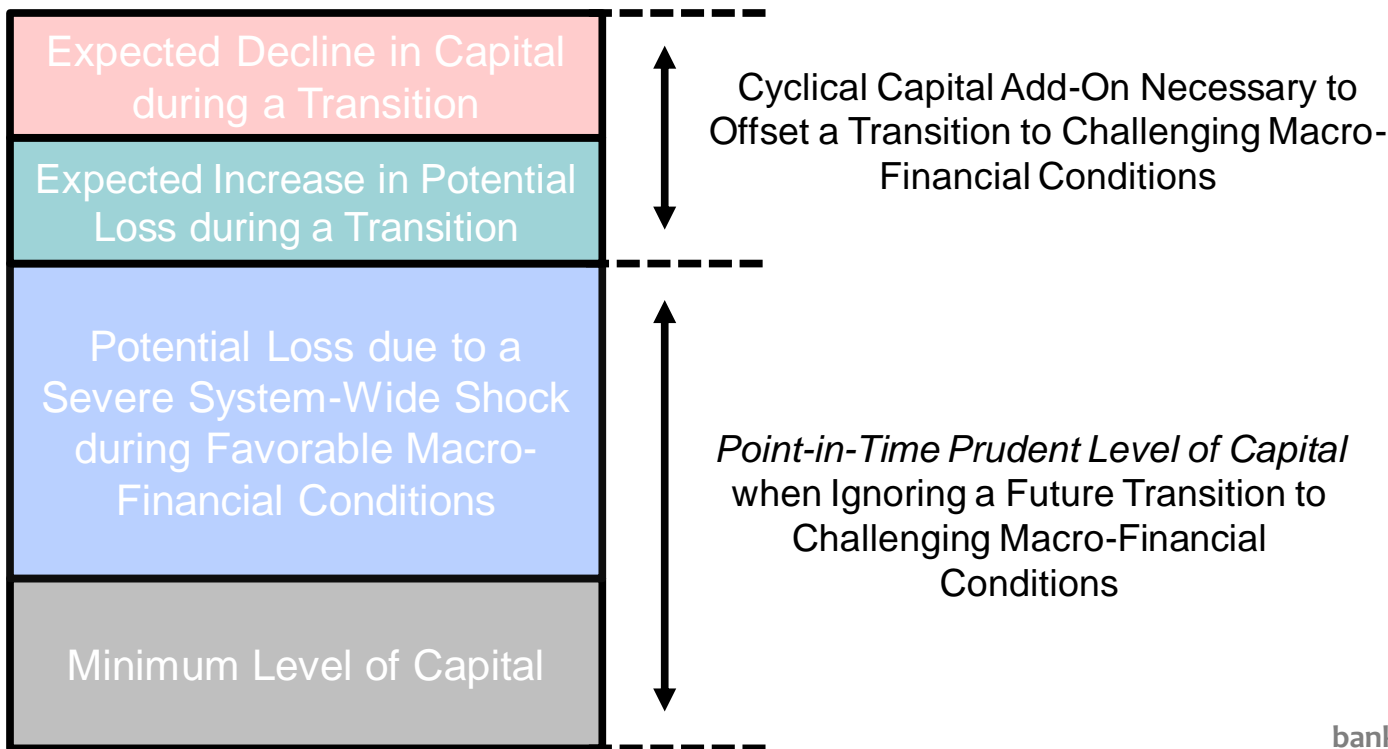 Expected Decline in Capital
during a Transition
Expected Increase in Potential
Loss during a Transition
Potential Loss due to a
Severe System-Wide Shock
during Favorable Macro-
Financial Conditions
Minimum Level of Capital
Cyclical Capital Add-On Necessary to
Offset a Transition to Challenging Macro-
Financial Conditions
Point-in-Time Prudent Level of Capital
when Ignoring a Future Transition to
Challenging Macro-Financial
Conditions
bank